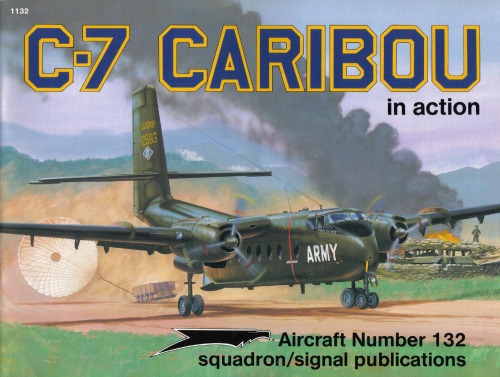 1132
C-7 CARIBOU
in action
ARMY
Aircraft Number 132
squadron/signal publications